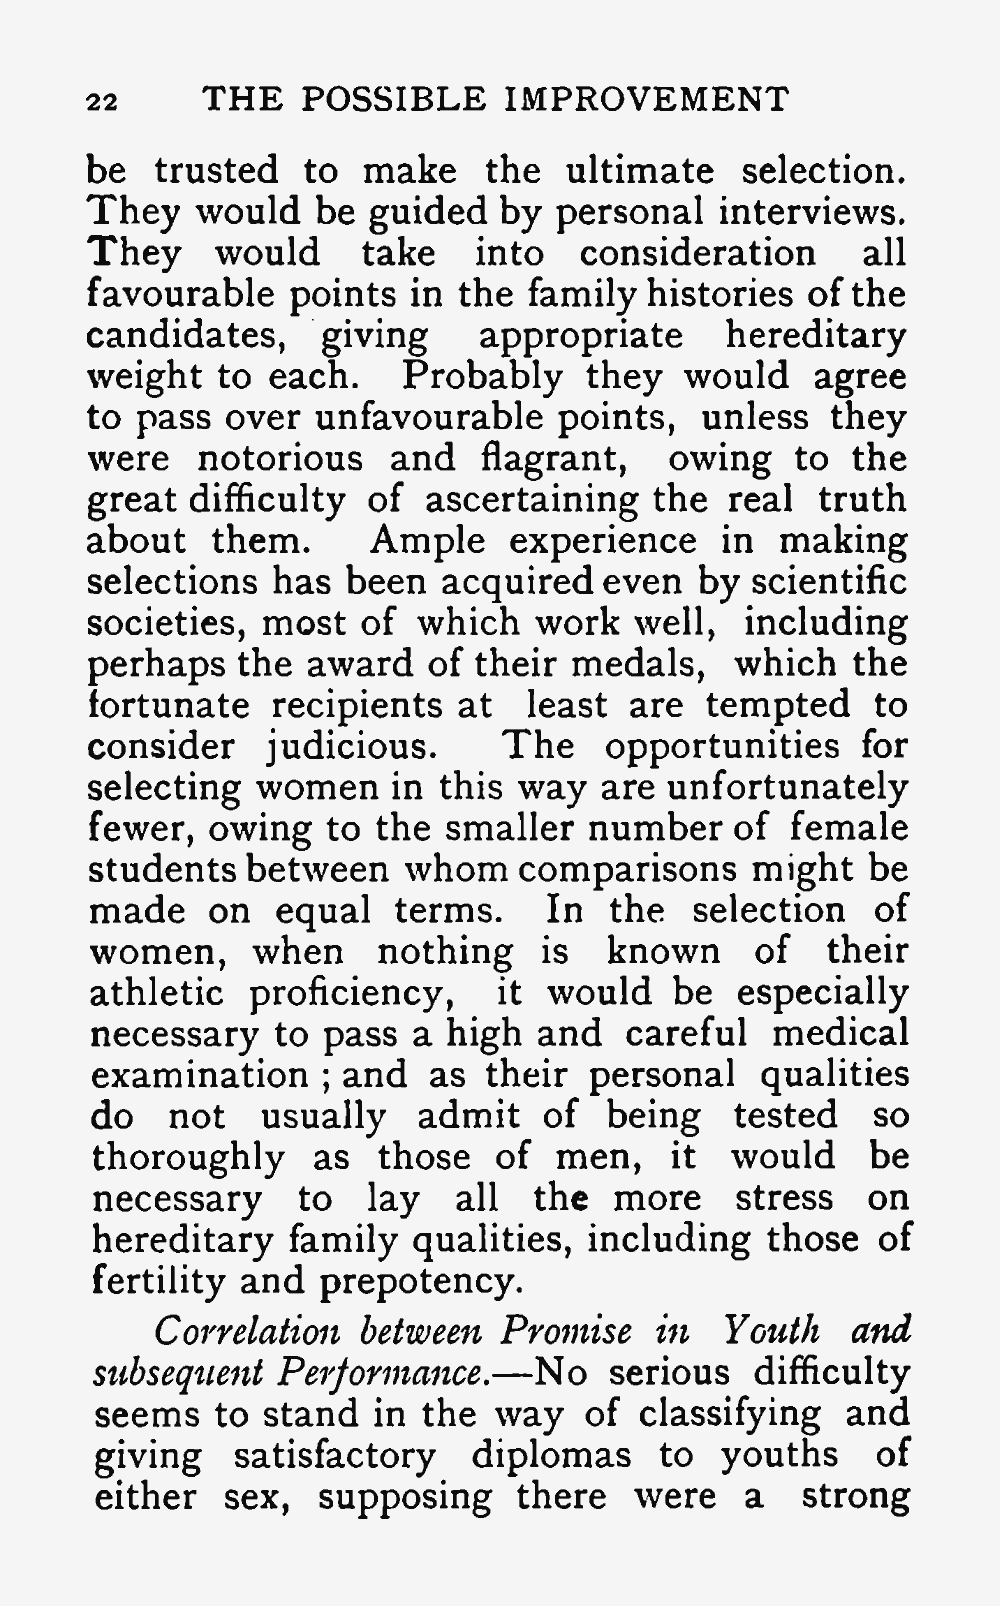 22 THE POSSIBLE IMPROVEMENT
be trusted to make the ultimate selection.
They would be guided by personal interviews.
They would take into consideration all
favourable points in the family histories of the
candidates, giving appropriate hereditary
weight to each. Probably they would agree
to pass over unfavourable points, unless they
were notorious and flagrant, owing to the
great difficulty of ascertaining the real truth
about them. Ample experience in making
selections has been acquired even by scientific
societies, most of which work well, including
perhaps the award of their medals, which the
fortunate recipients at least are tempted to
consider judicious. The opportunities for
selecting women in this way are unfortunately
fewer, owing to the smaller number of female
students between whom comparisons might be
made on equal terms. In the selection of
women, when nothing is known of their
athletic proficiency, it would be especially
necessary to pass a high and careful medical
examination ; and as their personal qualities
do not usually admit of being tested so
thoroughly as those of men, it would be
necessary to lay all the more stress on
hereditary family qualities, including those of
fertility and prepotency.
Correlation between Promise in Youth and
subsequent Performance.—No serious difficulty
seems to stand in the way of classifying and
giving satisfactory diplomas to youths of
either sex, supposing there were a strong